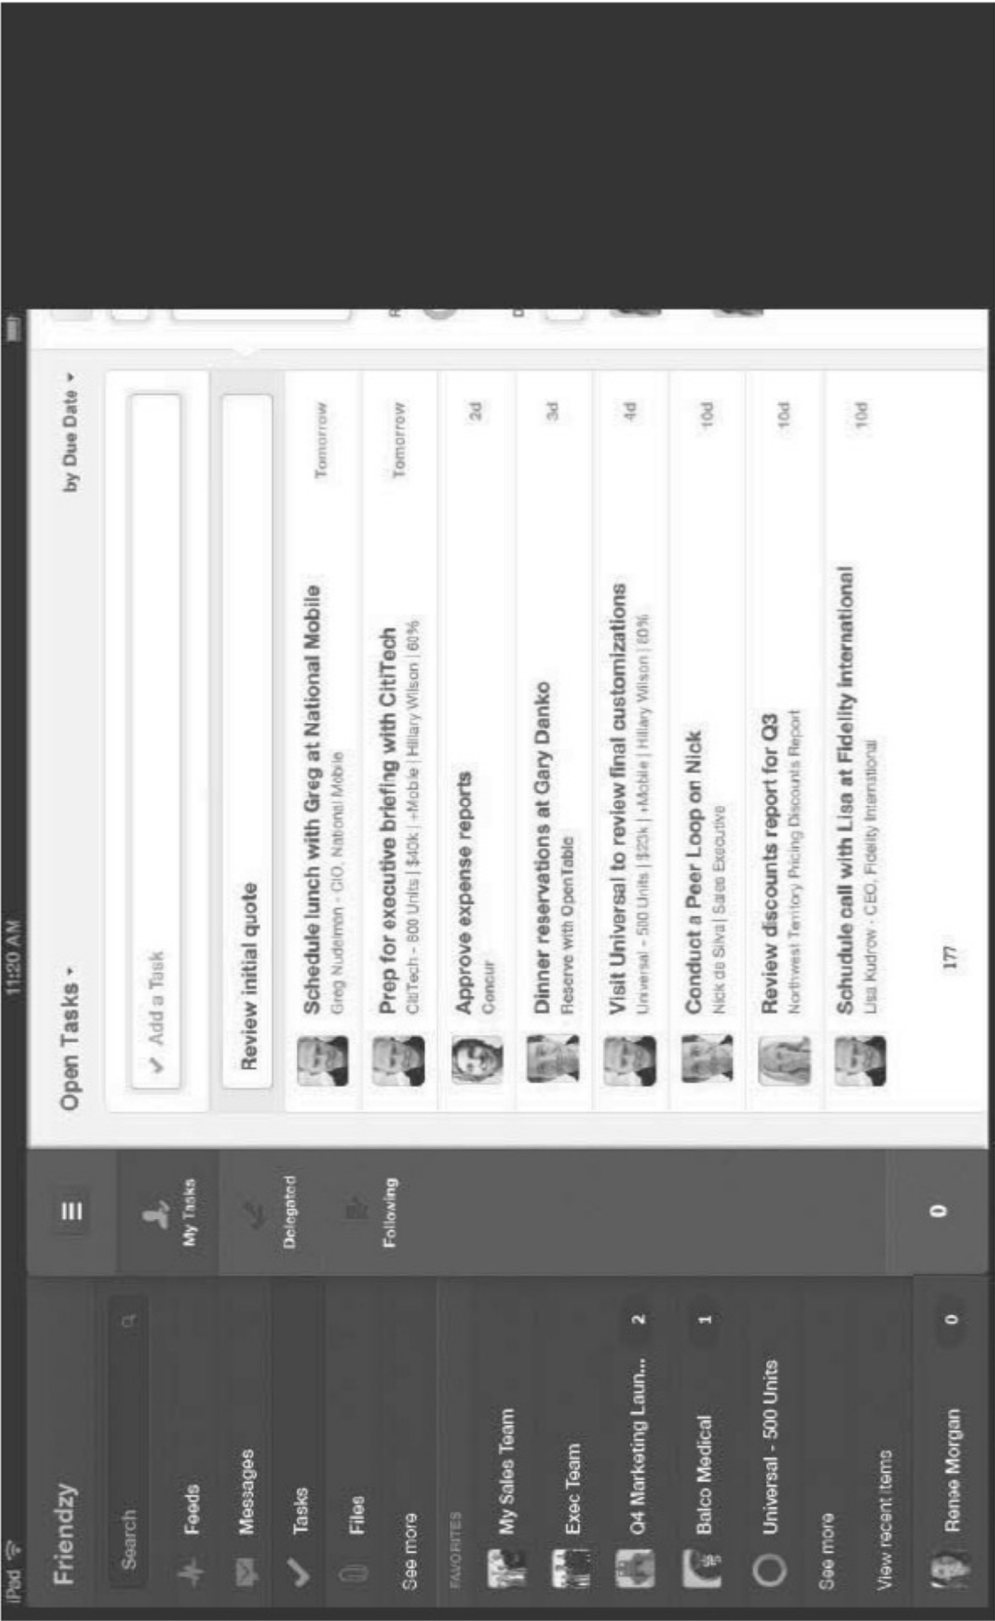 iPad
11:20 AM
Friendzy
Search
Feeds
Messages
Tasks
Files
See more
FAVORITES
My Sales Team
Exec Team
Q4 Marketing Laun... 2
Balco Medical 1
Universal - 500 Units
See more
View recent items
Renee Morgan 0
My Tasks
Delegated
Following
0
Open Tasks
by Due Date
Add a Task
Review initial quote
Schedule lunch with Greg at National Mobile
Tomorrow
Greg Nudelman - CIO, National Mobile
Prep for executive briefing with CitiTech
Tomorrow
CitiTech - 800 Units | $40k | +Mobile | Hillary Wilson | 60%
Approve expense reports
2d
Concur
Dinner reservations at Gary Danko
3d
Reserve with OpenTable
Visit Universal to review final customizations
4d
Universal - 500 Units | $23k | +Mobile | Hillary Wilson | 80%
Conduct a Peer Loop on Nick
10d
Nick de Silva | Sales Executive
Review discounts report for Q3
10d
Northwest Territory Pricing Discounts Report
Schudule call with Lisa at Fidelity International
10d
Lisa Kudrow - CEO, Fidelity International
177